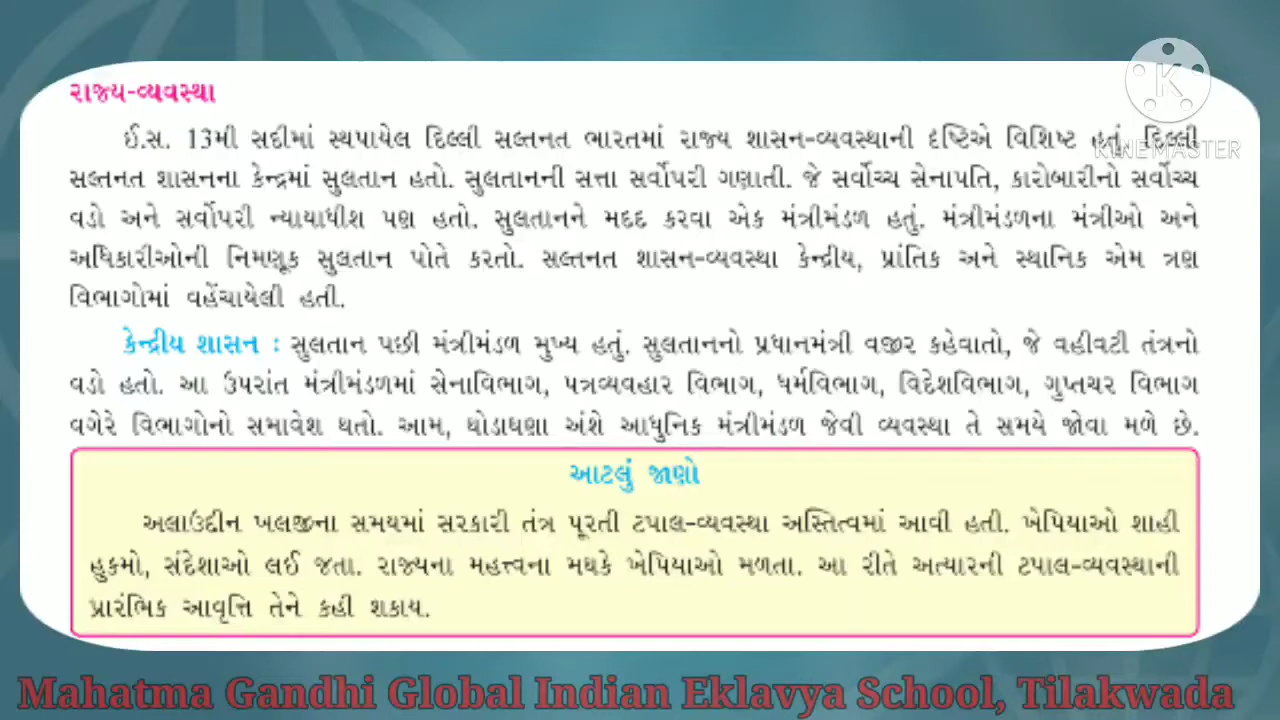 રાજ્ય-વ્યવસ્થા
K
KINEMASTER
ઈ.સ. 13મી સદીમાં સ્થપાયેલ દિલ્લી સલ્તનત ભારતમાં રાજ્ય શાસન-વ્યવસ્થાની દૃષ્ટિએ વિશિષ્ટ હતું. દિલ્લી
સલ્તનત શાસનના કેન્દ્રમાં સુલતાન હતો. સુલતાનની સત્તા સર્વોપરી ગણાતી. જે સર્વોચ્ચ સેનાપતિ, કારોબારીનો સર્વોચ્ચ
વડો અને સર્વોપરી ન્યાયાધીશ પણ હતો. સુલતાનને મદદ કરવા એક મંત્રીમંડળ હતું. મંત્રીમંડળના મંત્રીઓ અને
અધિકારીઓની નિમણૂક સુલતાન પોતે કરતો. સલ્તનત શાસન-વ્યવસ્થા કેન્દ્રીય, પ્રાંતિક અને સ્થાનિક એમ ત્રણ
વિભાગોમાં વહેંચાયેલી હતી.
કેન્દ્રીય શાસન : સુલતાન પછી મંત્રીમંડળ મુખ્ય હતું. સુલતાનનો પ્રધાનમંત્રી વજીર કહેવાતો, જે વહીવટી તંત્રનો
વડો હતો. આ ઉપરાંત મંત્રીમંડળમાં સેનાવિભાગ, પત્રવ્યવહાર વિભાગ, ધર્મવિભાગ, વિદેશવિભાગ, ગુપ્તચર વિભાગ
વગેરે વિભાગોનો સમાવેશ થતો. આમ, થોડાઘણા અંશે આધુનિક મંત્રીમંડળ જેવી વ્યવસ્થા તે સમયે જોવા મળે છે.
આટલું જાણો
અલાઉદ્દીન ખલજીના સમયમાં સરકારી તંત્ર પૂરતી ટપાલ-વ્યવસ્થા અસ્તિત્વમાં આવી હતી. ખેપિયાઓ શાહી
હુકમો, સંદેશાઓ લઈ જતા. રાજ્યના મહત્ત્વના મથકે ખેપિયાઓ મળતા. આ રીતે અત્યારની ટપાલ-વ્યવસ્થાની
પ્રારંભિક આવૃત્તિ તેને કહી શકાય.
Mahatma Gandhi Global Indian Eklavya School, Tilakwada